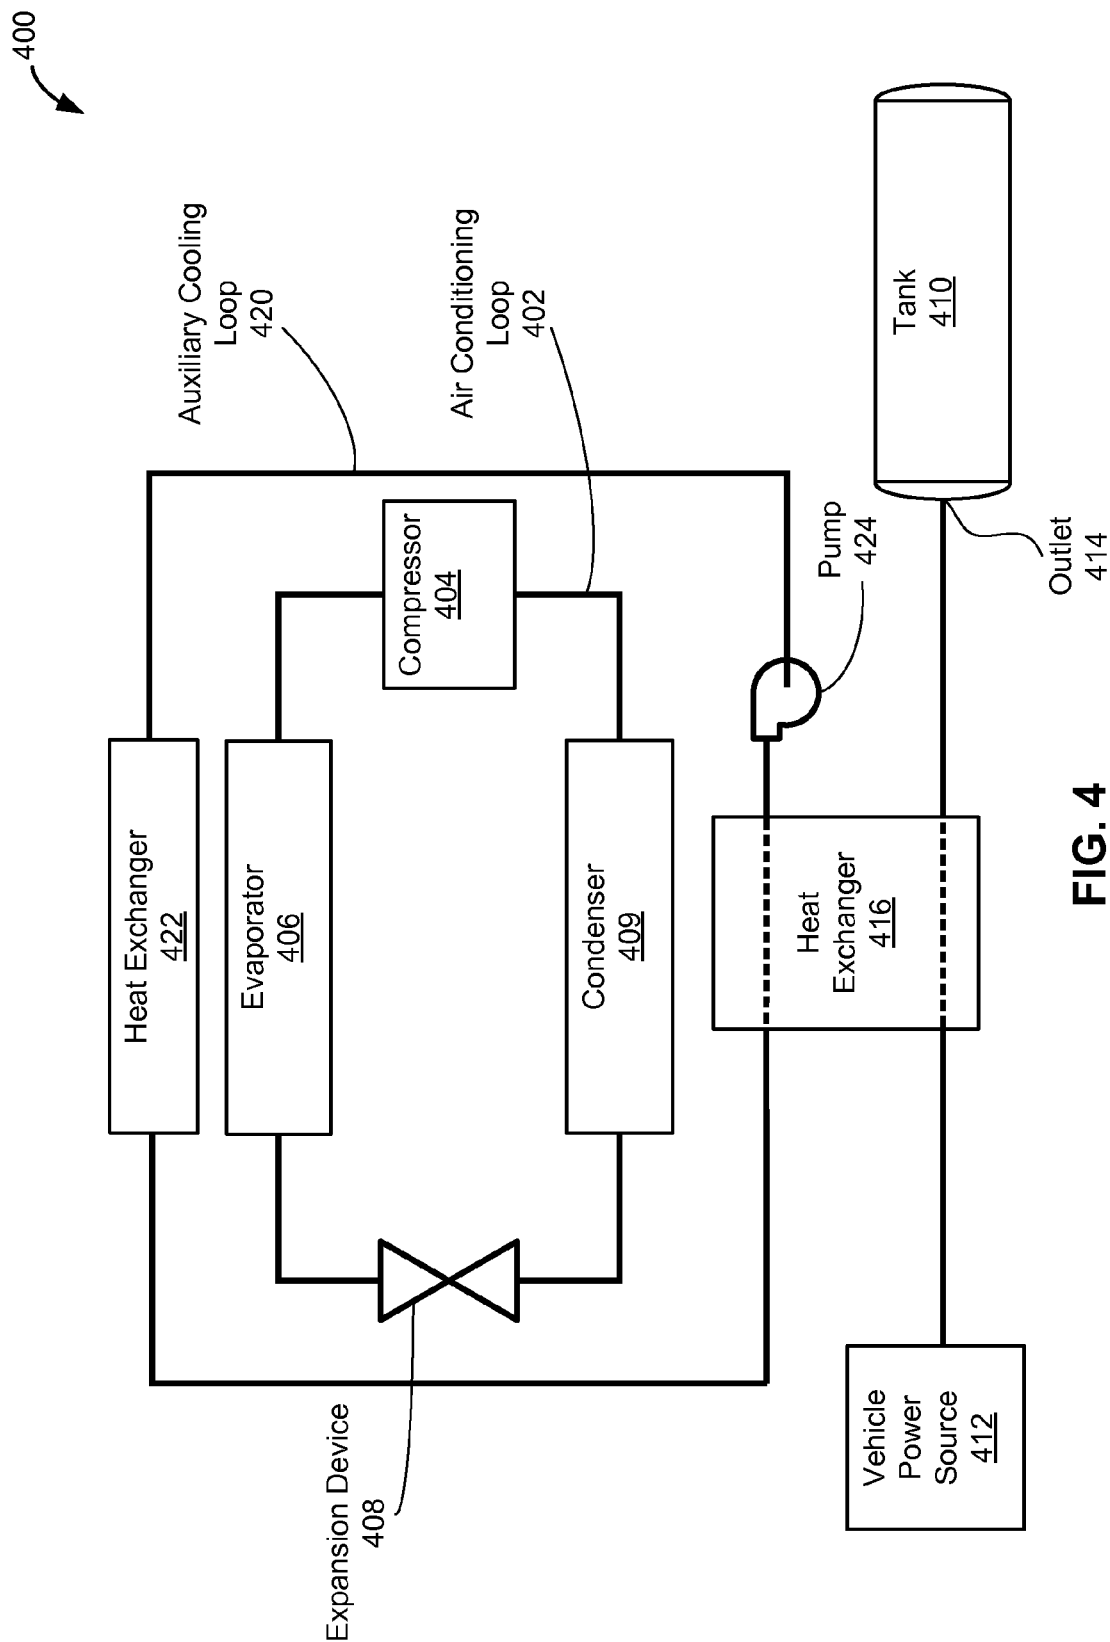 400
Auxiliary Cooling
Loop
420
Air Conditioning
Loop
402
Heat Exchanger
422
Evaporator
406
Compressor
404
Expansion Device
408
Condenser
409
Pump
424
Heat
Exchanger
416
Tank
410
Outlet
414
Vehicle
Power
Source
412
FIG. 4